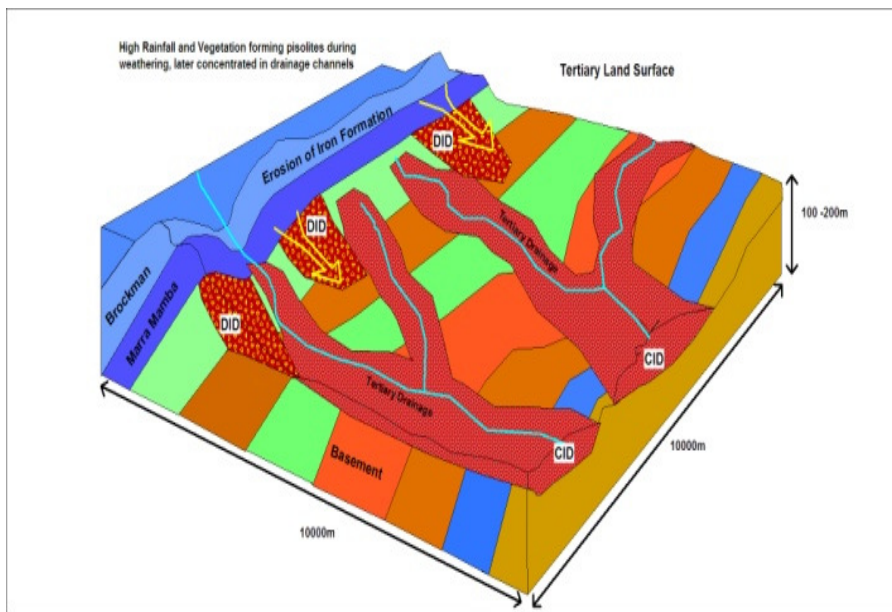 High Rainfall and Vegetation forming pisolites during
weathering, later concentrated in drainage channels
Tertiary Land Surface
Erosion of Iron Formation
DID
DID
DID
Brockman
Marra Mamba
Tertiary Drainage
Tertiary Drainage
CID
CID
Basement
100 -200m
10000m
10000m